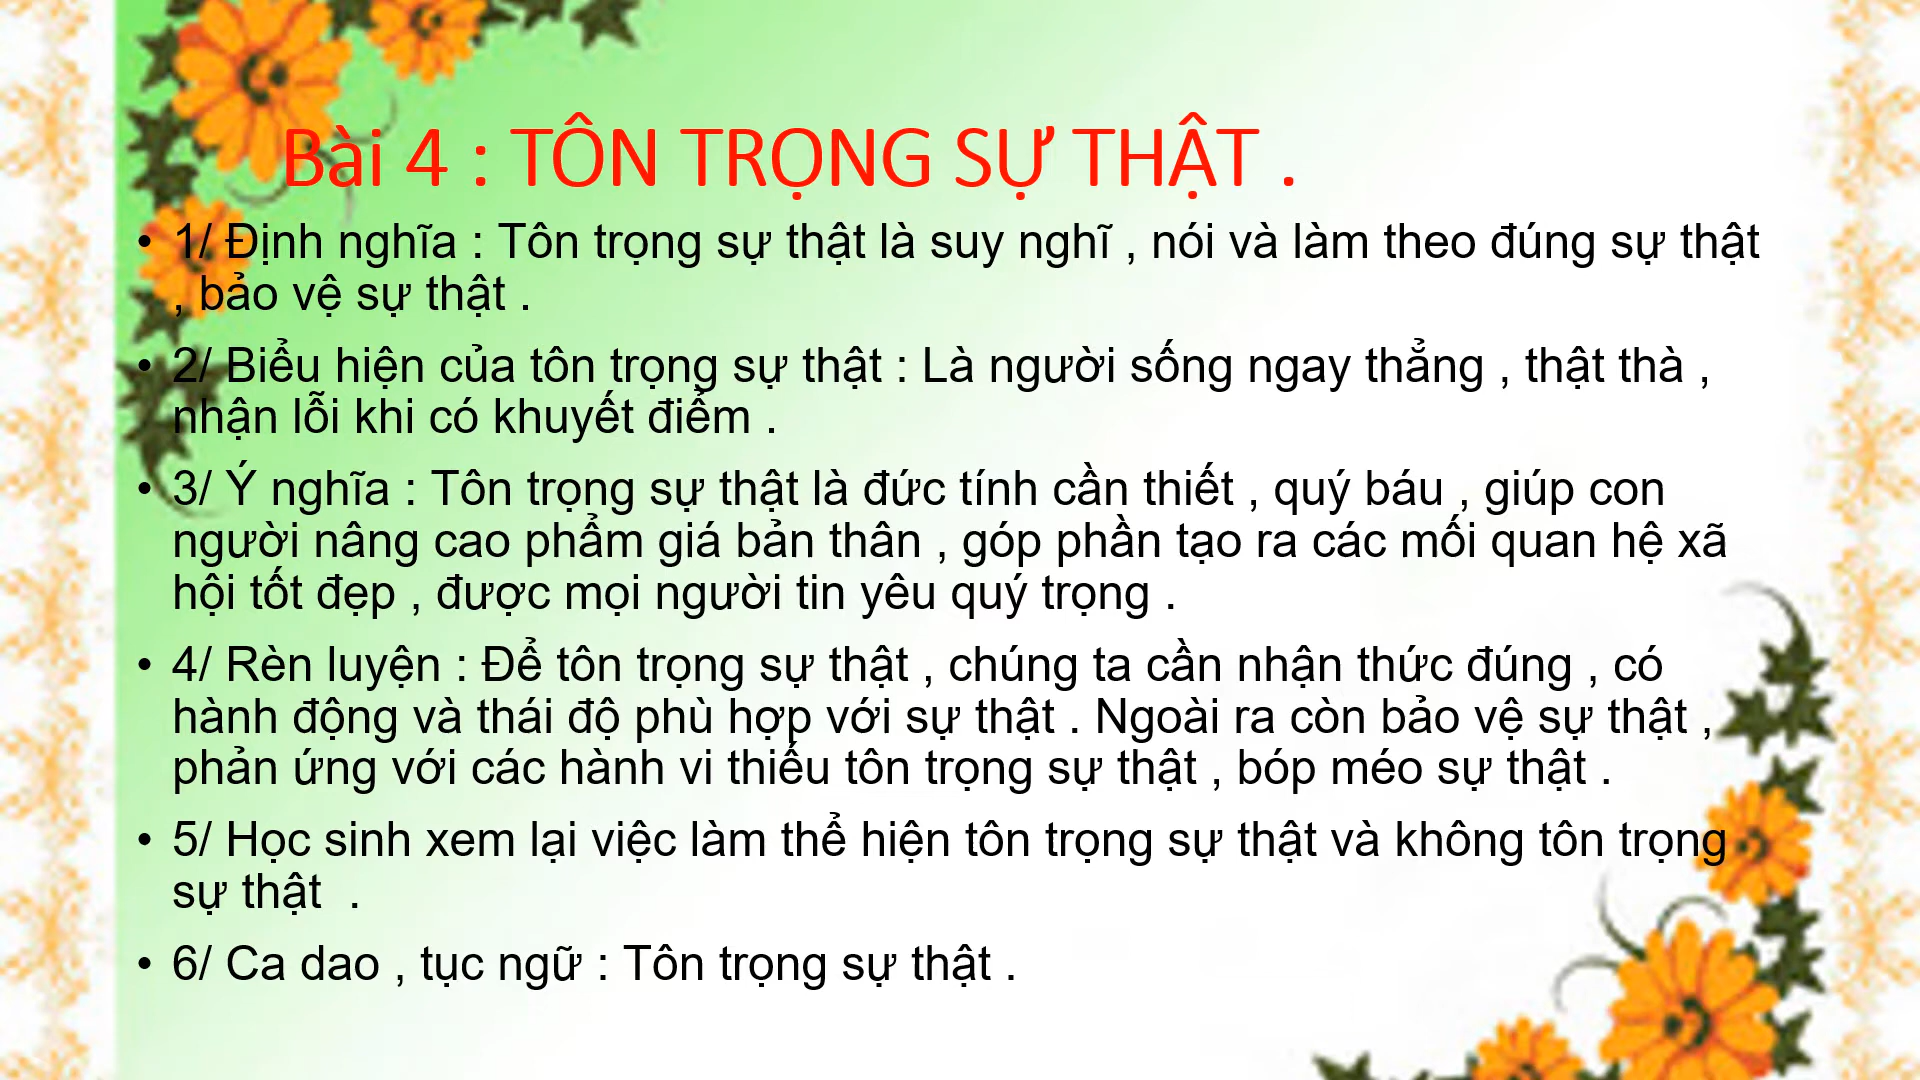 Bài 4 : TÔN TRỌNG SỰ THẬT .
• 1/ Định nghĩa : Tôn trọng sự thật là suy nghĩ , nói và làm theo đúng sự thật
, bảo vệ sự thật .
• 2/ Biểu hiện của tôn trọng sự thật : Là người sống ngay thẳng , thật thà ,
nhận lỗi khi có khuyết điểm .
• 3/ Ý nghĩa : Tôn trọng sự thật là đức tính cần thiết , quý báu , giúp con
người nâng cao phẩm giá bản thân , góp phần tạo ra các mối quan hệ xã
hội tốt đẹp , được mọi người tin yêu quý trọng .
• 4/ Rèn luyện : Để tôn trọng sự thật , chúng ta cần nhận thức đúng , có
hành động và thái độ phù hợp với sự thật . Ngoài ra còn bảo vệ sự thật ,
phản ứng với các hành vi thiếu tôn trọng sự thật , bóp méo sự thật .
• 5/ Học sinh xem lại việc làm thể hiện tôn trọng sự thật và không tôn trọng
sự thật  .
• 6/ Ca dao , tục ngữ : Tôn trọng sự thật .